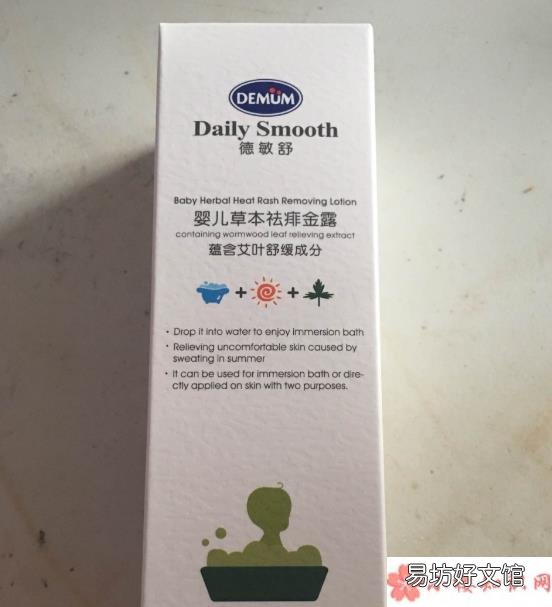 DEMÜM
Daily Smooth
德敏舒
Baby Herbal Heat Rash Removing Lotion
婴儿草本祛痱金露
containing wormwood leaf relieving extract
蕴含艾叶舒缓成分
• Drop it into water to enjoy immersion bath
• Relieving uncomfortable skin caused by
sweating in summer
• It can be used for immersion bath or dire-
ctly applied on skin with two purposes.
易坊好文馆
网